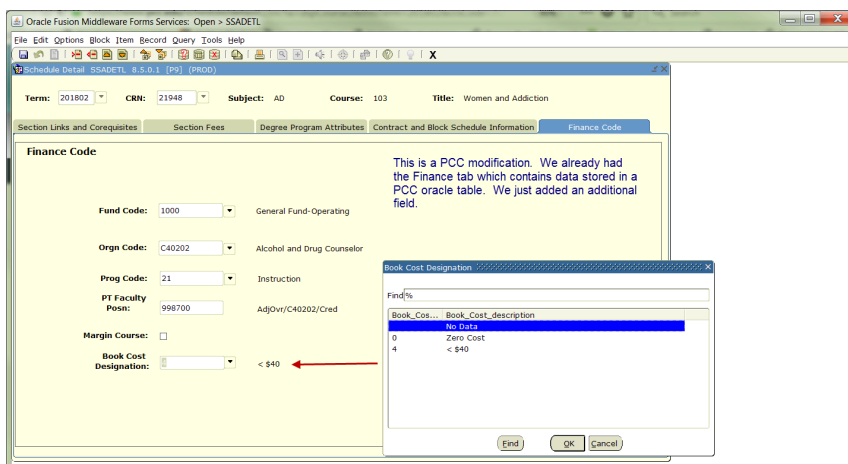 Oracle Fusion Middleware Forms Services: Open > SSADETL
File Edit Options Block Item Record Query Tools Help
X
Schedule Detail SSADETL 8.5.0.1 [P9] (PROD)
Term: 201802 CRN: 21948 Subject: AD Course: 103 Title: Women and Addiction
Section Links and Corequisites Section Fees Degree Program Attributes Contract and Block Schedule Information Finance Code
Finance Code
This is a PCC modification. We already had
the Finance tab which contains data stored in a
PCC oracle table. We just added an additional
field.
Fund Code: 1000 General Fund-Operating
Orgn Code: C40202 Alcohol and Drug Counselor
Prog Code: 21 Instruction
PT Faculty
Posn: 998700 AdjOvr/C40202/Cred
Margin Course:
Book Cost
Designation: < $40
Book Cost Designation
Find %
Book_Cos... Book_Cost_description
No Data
0 Zero Cost
4 < $40
Find OK Cancel